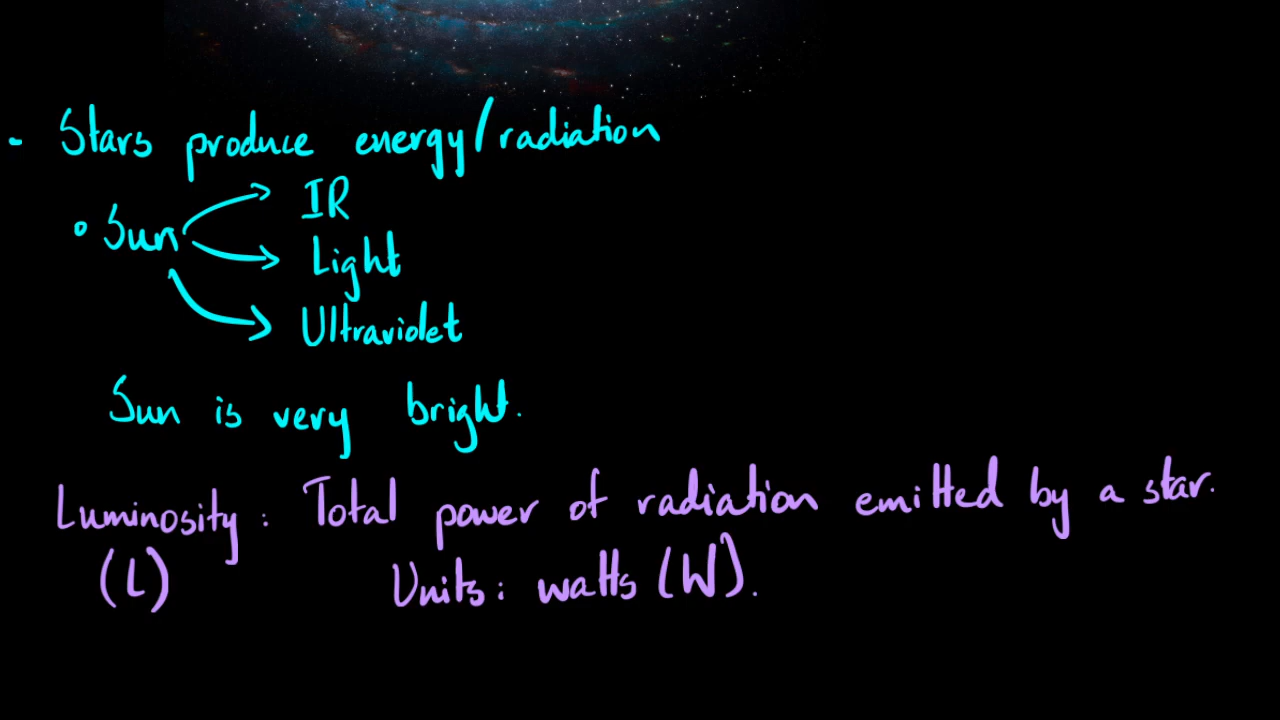 - Stars produce energy/radiation
• Sun → IR
→ Light
→ Ultraviolet
Sun is very bright.
Luminosity : Total power of radiation emitted by a star.
(L) Units : watts (W).